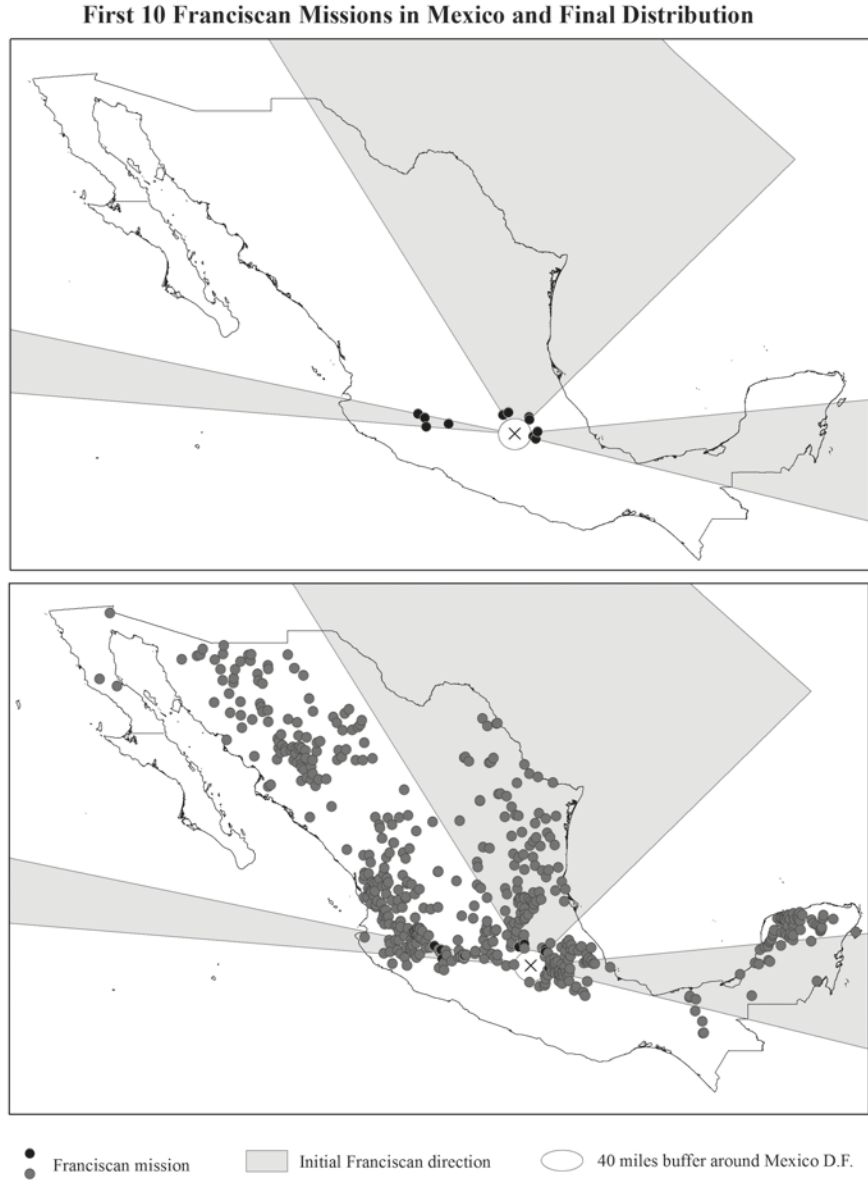 First 10 Franciscan Missions in Mexico and Final Distribution
Franciscan mission
Initial Franciscan direction
40 miles buffer around Mexico D.F.